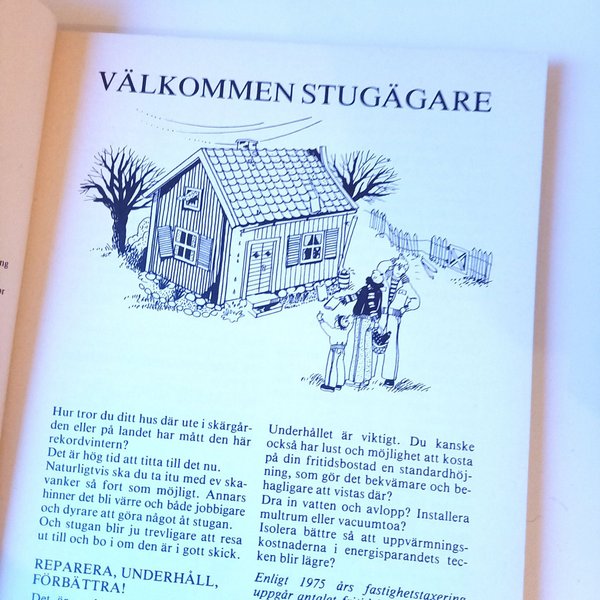 VÄLKOMMEN STUGÄGARE
Hur tror du ditt hus där ute i skärgår-
den eller på landet har mått den här
rekordvintern?
Det är hög tid att titta till det nu.
Naturligtvis ska du ta itu med ev ska-
vanker så fort som möjligt. Annars
hinner det bli värre och både jobbigare
och dyrare att göra något åt stugan.
Och stugan blir ju trevligare att resa
ut till och bo i om den är i gott skick.
REPARERA, UNDERHÅLL,
FÖRBÄTTRA!
Underhållet är viktigt. Du kanske
också har lust och möjlighet att kosta
på din fritidsbostad en standardhöj-
ning, som gör det bekvämare och be-
hagligare att vistas där?
Dra in vatten och avlopp? Installera
multrum eller vacuumtoa?
Isolera bättre så att uppvärmnings-
kostnaderna i energisparandets tec-
ken blir lägre?
Enligt 1975 års fastighetstaxering
uppgår antalet